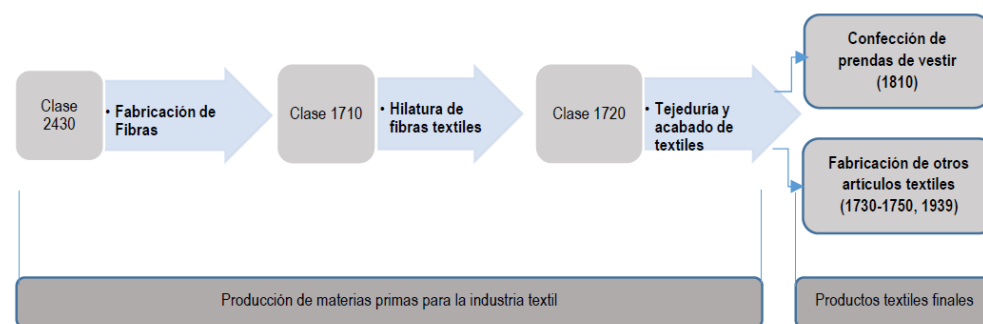 Clase
2430
• Fabricación de
Fibras
Clase 1710
• Hilatura de
fibras textiles
Clase 1720
• Tejeduría y
acabado de
textiles
Confección de
prendas de vestir
(1810)
Fabricación de otros
artículos textiles
(1730-1750, 1939)
Producción de materias primas para la industria textil
Productos textiles finales